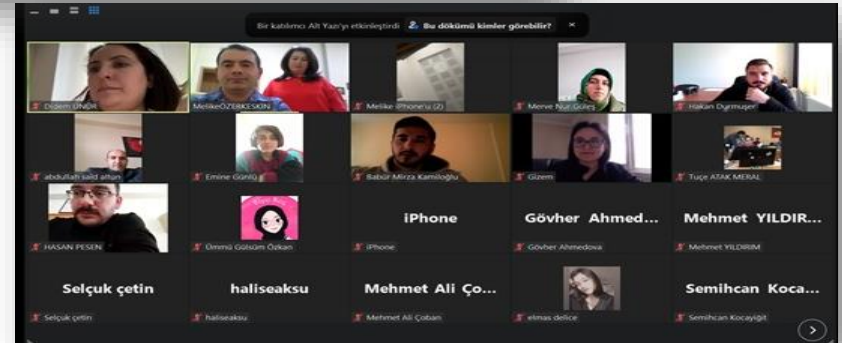 Bir katılımcı Alt Yazı'yı etkinleştirdi Bu dökümü kimler görebilir? ×
Didem ÜNÜR
MelikeÖZERKESKİN
Melike iPhone'u (2)
Merve Nur Güleş
Hakan Durmuşer
abdullah said altun
Emine Günlü
Babür Mirza Kamiloğlu
Gizem
Tuçe ATAK MERAL
HASAN PESEN
Ümmü Gülsüm Özkan
iPhone
iPhone
Gövher Ahmed...
Gövher Ahmedova
Mehmet YILDIR...
Mehmet YILDIRIM
Selçuk çetin
Selçuk çetin
haliseaksu
haliseaksu
Mehmet Ali Ço...
Mehmet Ali Çoban
elmas delice
Semihcan Koca...
Semihcan Kocayiğit